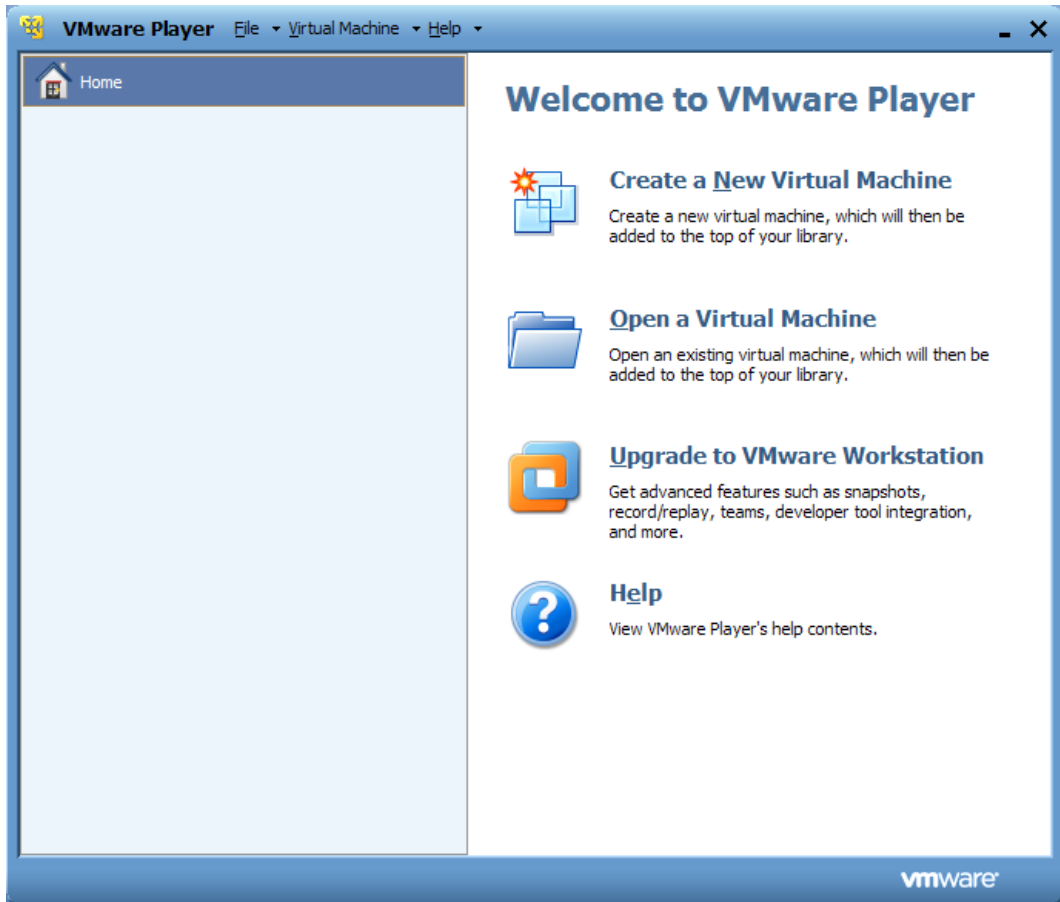 VMware Player File Virtual Machine Help
Home
Welcome to VMware Player
Create a New Virtual Machine
Create a new virtual machine, which will then be
added to the top of your library.
Open a Virtual Machine
Open an existing virtual machine, which will then be
added to the top of your library.
Upgrade to VMware Workstation
Get advanced features such as snapshots,
record/replay, teams, developer tool integration,
and more.
Help
View VMware Player's help contents.
vmware